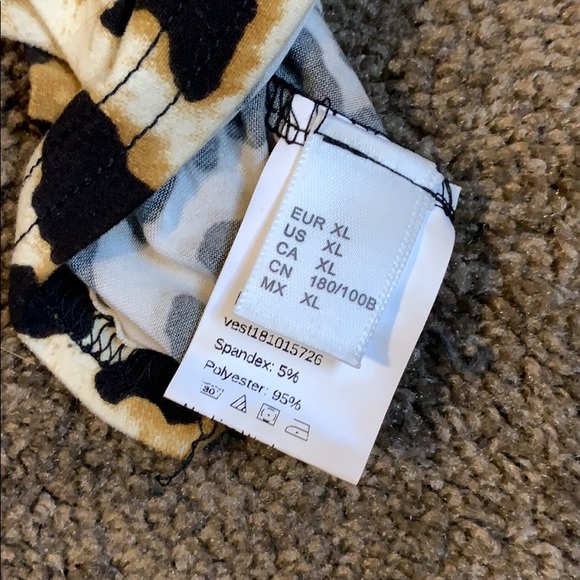 EUR XL
US XL
CA XL
CN 180/100B
MX XL
vest181015726
Spandex: 5%
Polyester: 95%
30